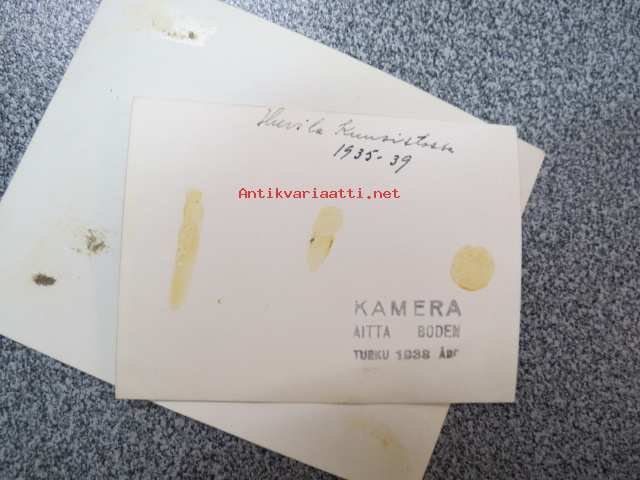 Huvila Kuusistossa
1935-39
Antikvariaatti.net
KAMERA
AITTA BODEN
TURKU 1938 ÅBO